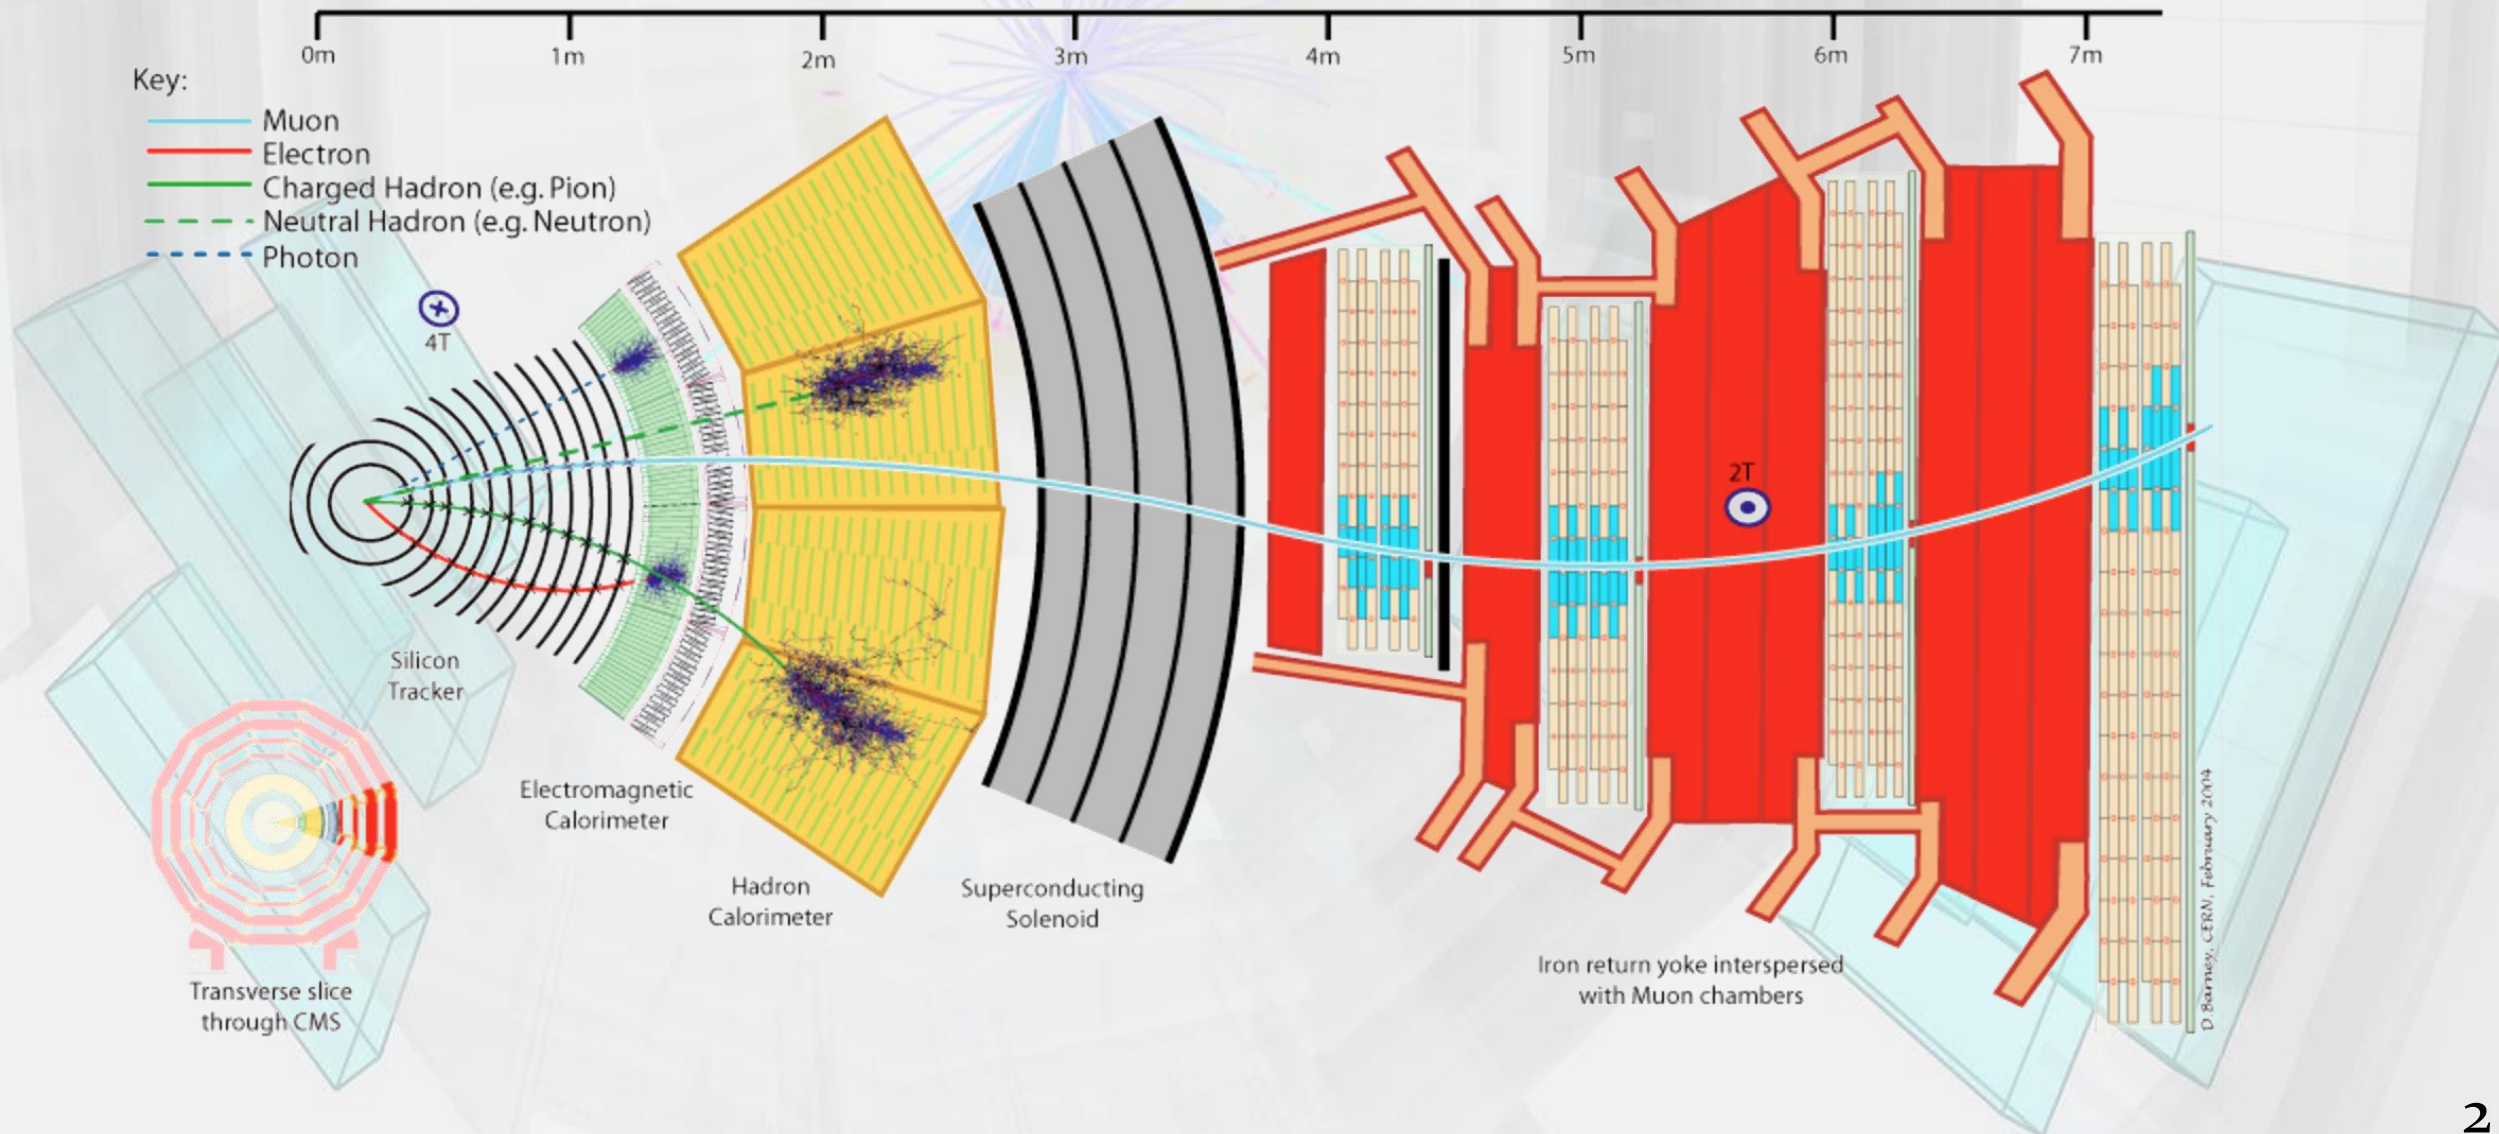 0m 1m 2m 3m 4m 5m 6m 7m
Key:
Muon
Electron
Charged Hadron (e.g. Pion)
Neutral Hadron (e.g. Neutron)
Photon
4T
2T
Silicon
Tracker
Electromagnetic
Calorimeter
Hadron
Calorimeter
Superconducting
Solenoid
Iron return yoke interspersed
with Muon chambers
Transverse slice
through CMS
D Barney, CERN, February 2004
2